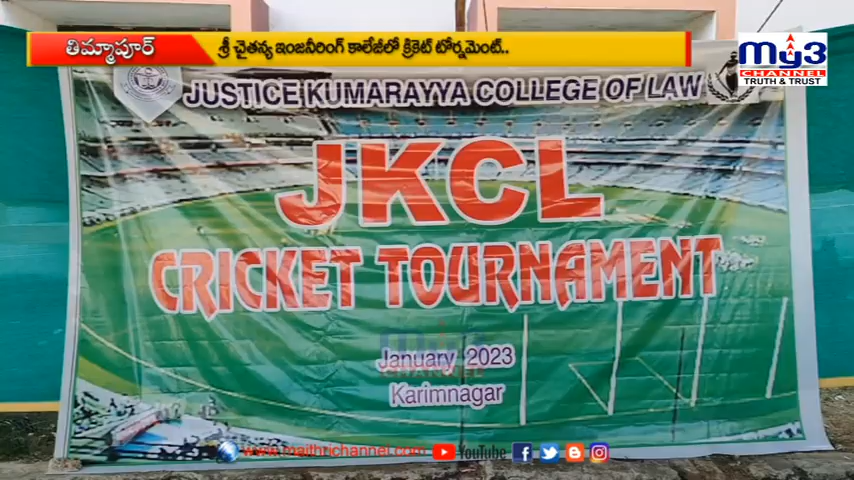 తిమ్మాపూర్
శ్రీ చైతన్య ఇంజనీరింగ్ కాలేజీలో క్రికెట్ టోర్నమెంట్..
my3
CHANNEL
TRUTH & TRUST
JUSTICE KUMARAYYA COLLEGE OF LAW
JKCL
CRICKET TOURNAMENT
January 2023
Karimnagar
www.maithrichannel.com
YouTube